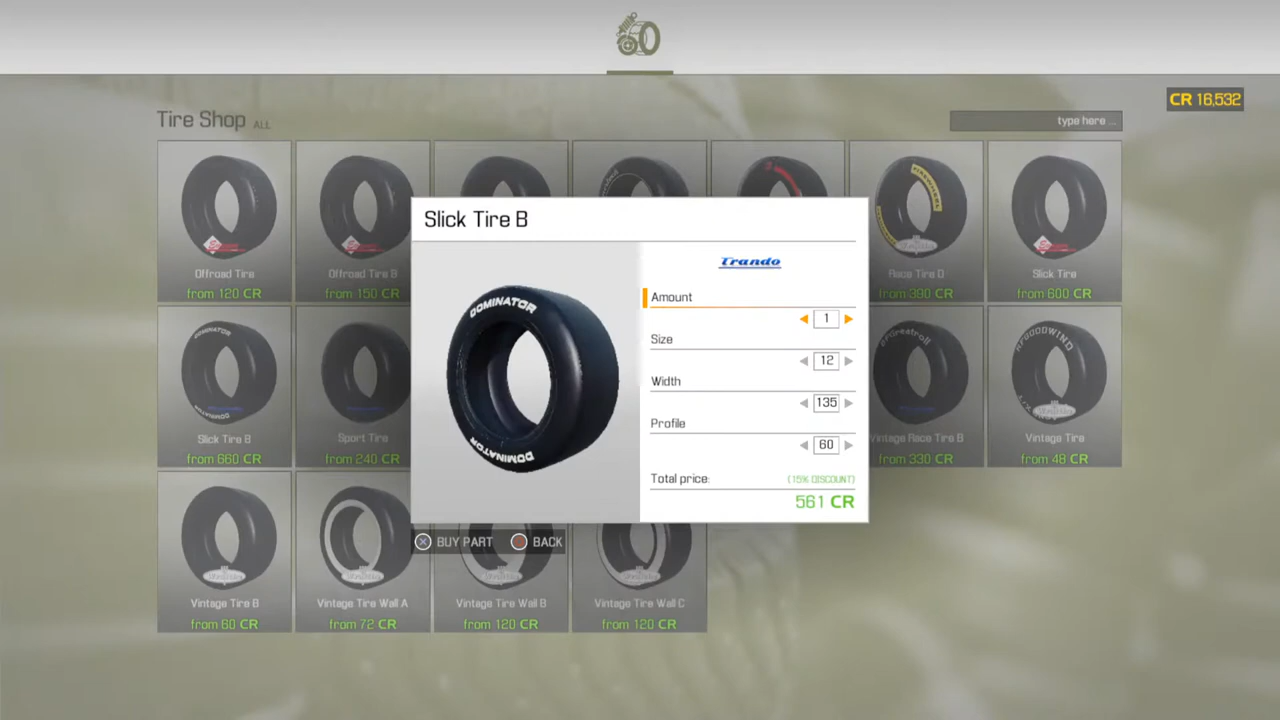 CR 16,532
Tire Shop ALL
type here ...
Offroad Tire
from 120 CR
Offroad Tire B
from 150 CR
Race Tire D
from 390 CR
Slick Tire
from 600 CR
Slick Tire B
DOMINATOR
DOMINATOR
Trando
Amount
1
Size
12
Width
135
Profile
60
Total price:
(15% DISCOUNT)
561 CR
BUY PART
BACK
DOMINATOR
DOMINATOR
Slick Tire B
from 660 CR
Sport Tire
from 240 CR
Vintage Race Tire B
from 330 CR
Vintage Tire
from 48 CR
Vintage Tire B
from 60 CR
Vintage Tire Wall A
from 72 CR
Vintage Tire Wall B
from 120 CR
Vintage Tire Wall C
from 120 CR